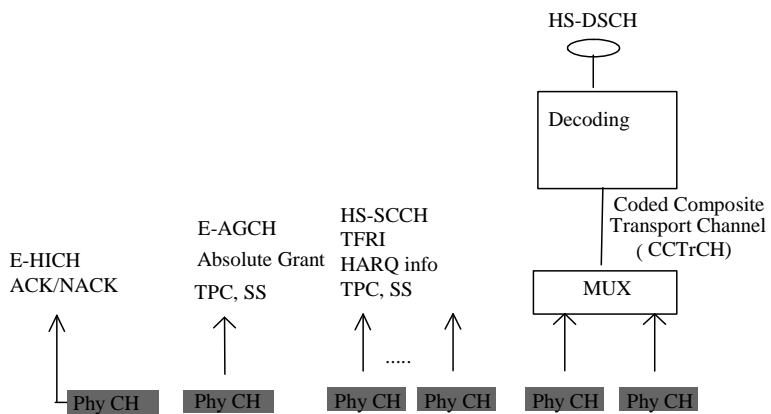 HS-DSCH
Decoding
Coded Composite
Transport Channel
( CCTrCH)
HS-SCCH
TFRI
HARQ info
TPC, SS
E-AGCH
Absolute Grant
TPC, SS
E-HICH
ACK/NACK
MUX
.....
Phy CH
Phy CH
Phy CH
Phy CH
Phy CH
Phy CH